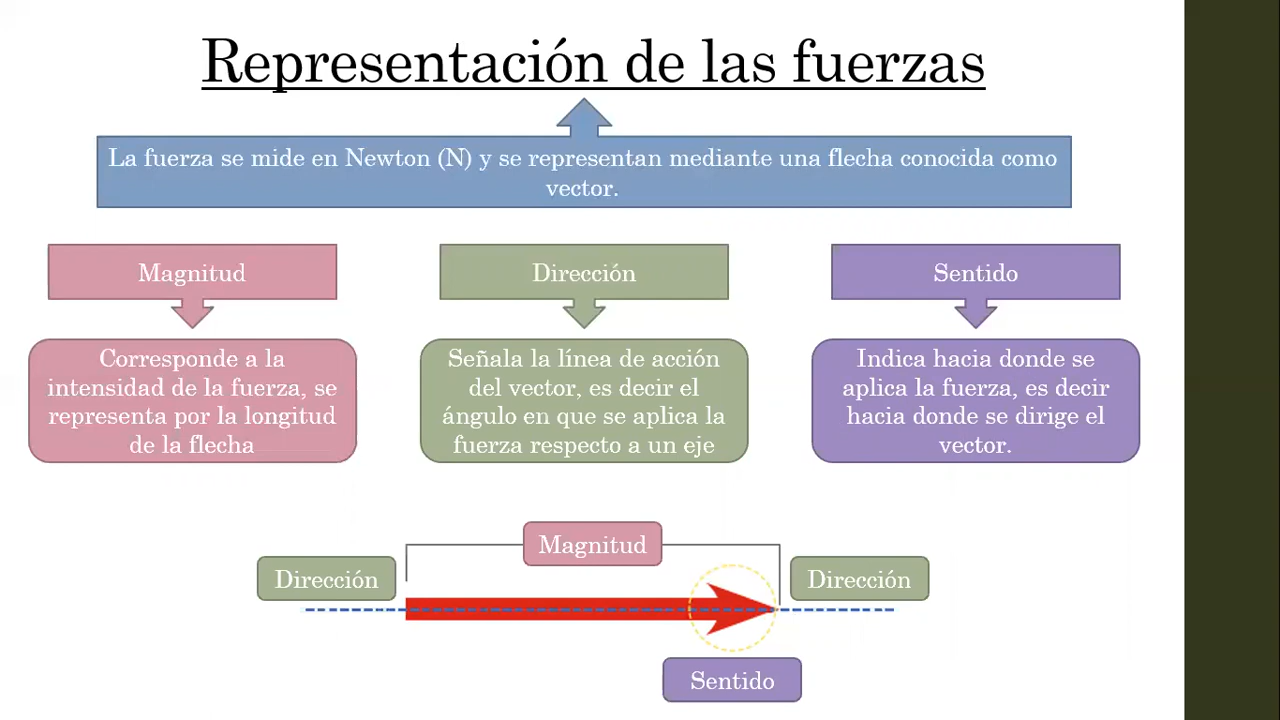 Representación de las fuerzas
La fuerza se mide en Newton (N) y se representan mediante una flecha conocida como
vector.
Magnitud
Corresponde a la
intensidad de la fuerza, se
representa por la longitud
de la flecha
Dirección
Señala la línea de acción
del vector, es decir el
ángulo en que se aplica la
fuerza respecto a un eje
Sentido
Indica hacia donde se
aplica la fuerza, es decir
hacia donde se dirige el
vector.
Magnitud
Dirección
Dirección
Sentido